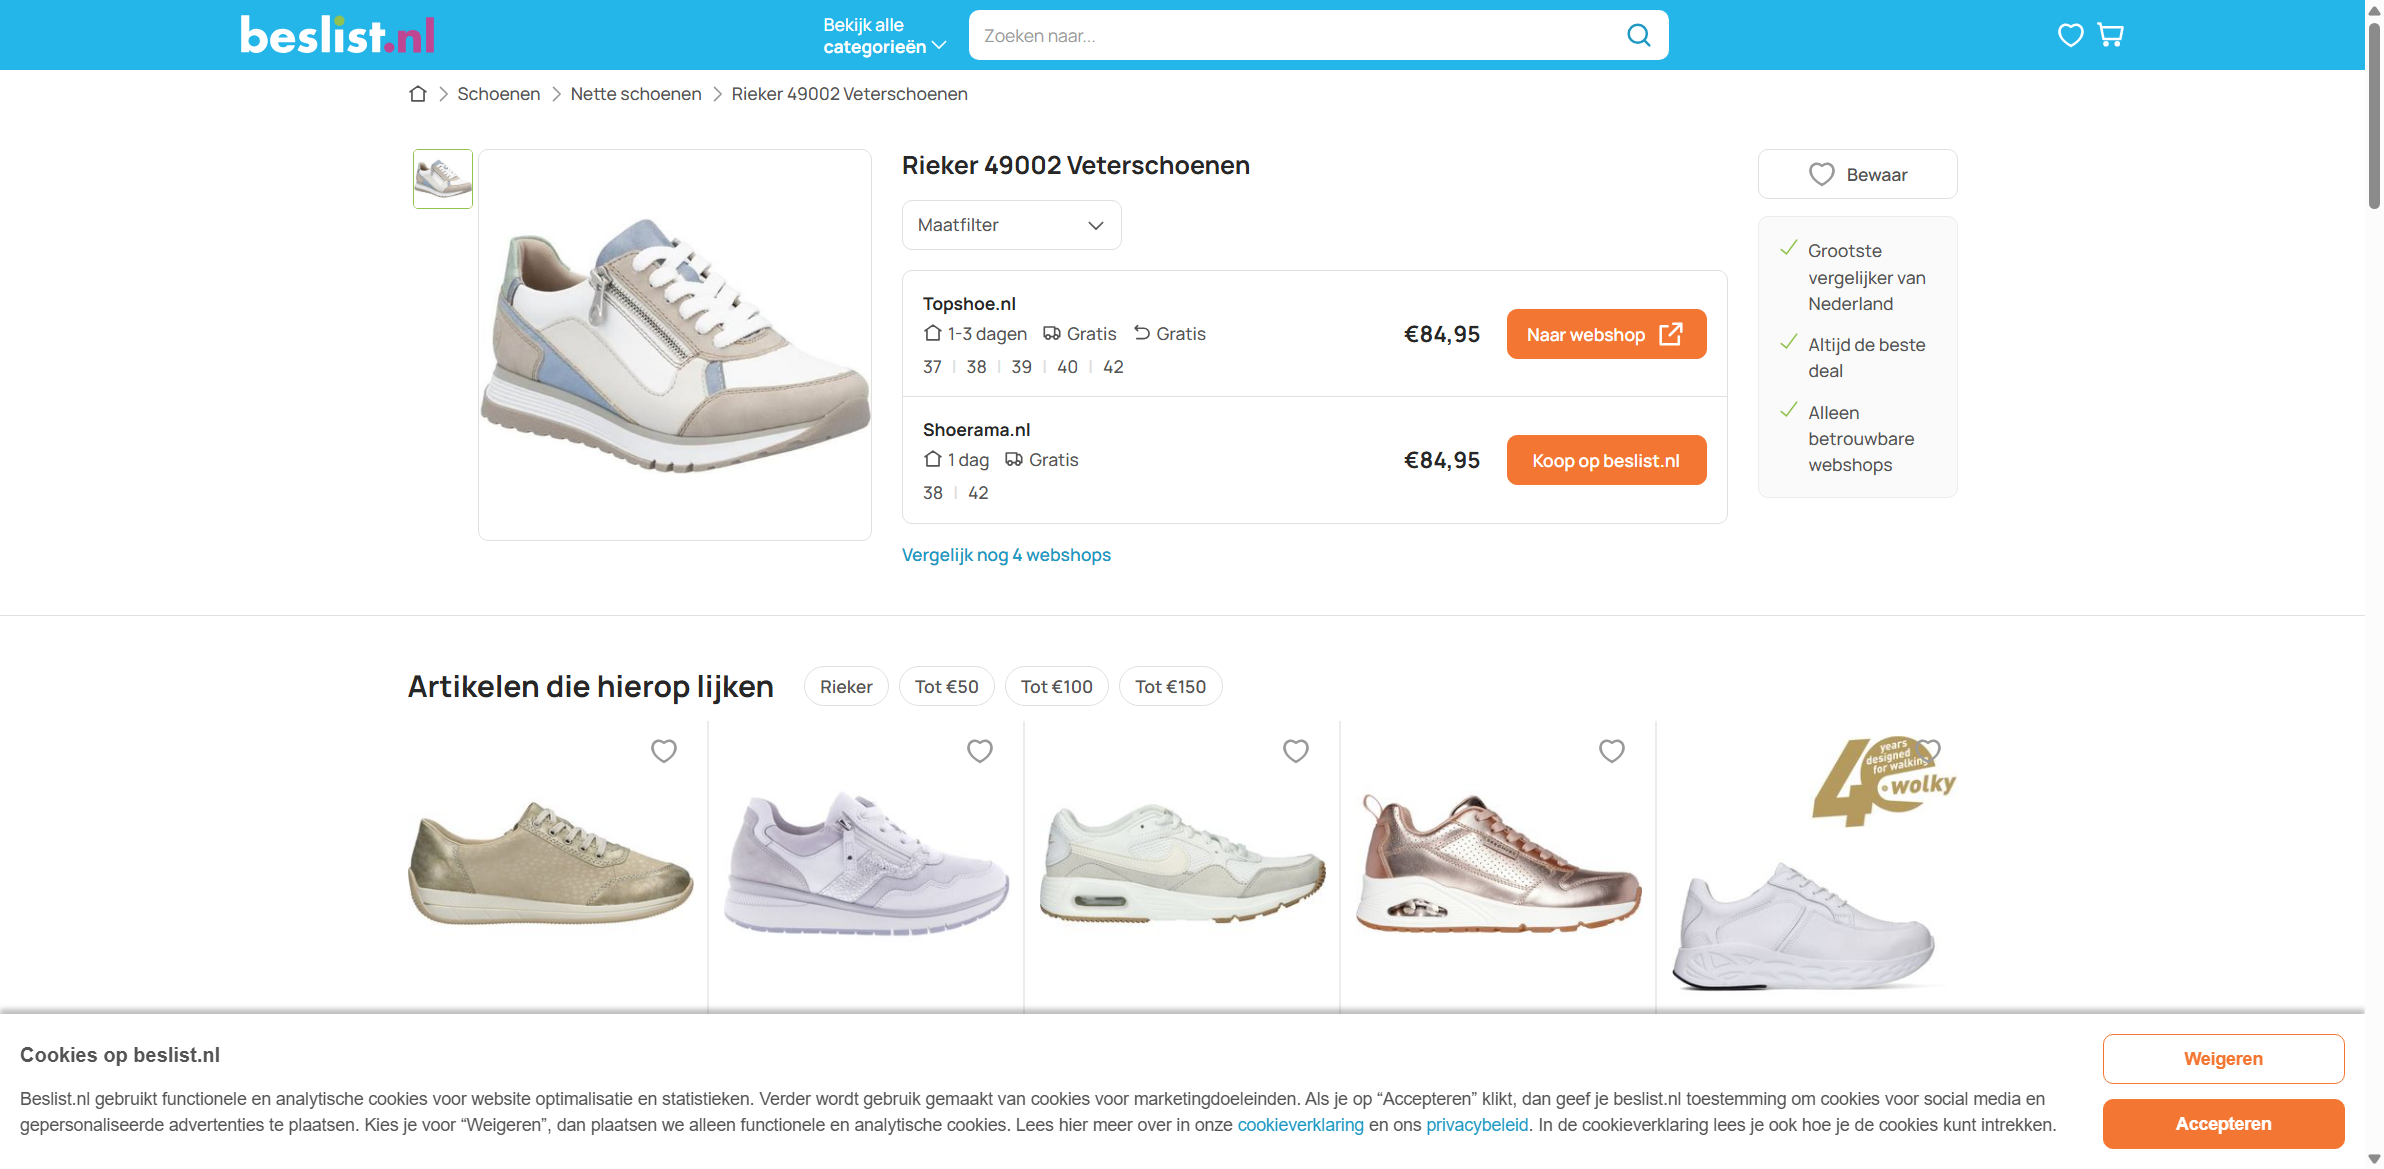 beslist.nl
Bekijk alle
categorieën
Zoeken naar...
Schoenen
Nette schoenen
Rieker 49002 Veterschoenen
Rieker 49002 Veterschoenen
Maatfilter
Topshoe.nl
1-3 dagen Gratis Gratis
37 | 38 | 39 | 40 | 42
€84,95
Naar webshop
Shoerama.nl
1 dag Gratis
38 | 42
€84,95
Koop op beslist.nl
Vergelijk nog 4 webshops
Bewaar
Grootste
vergelijker van
Nederland
Altijd de beste
deal
Alleen
betrouwbare
webshops
Artikelen die hierop lijken
Rieker
Tot €50
Tot €100
Tot €150
40
years
designed
for walking
wolky
Cookies op beslist.nl
Beslist.nl gebruikt functionele en analytische cookies voor website optimalisatie en statistieken. Verder wordt gebruik gemaakt van cookies voor marketingdoeleinden. Als je op “Accepteren” klikt, dan geef je beslist.nl toestemming om cookies voor social media en
gepersonaliseerde advertenties te plaatsen. Kies je voor “Weigeren”, dan plaatsen we alleen functionele en analytische cookies. Lees hier meer over in onze cookieverklaring en ons privacybeleid. In de cookieverklaring lees je ook hoe je de cookies kunt intrekken.
Weigeren
Accepteren